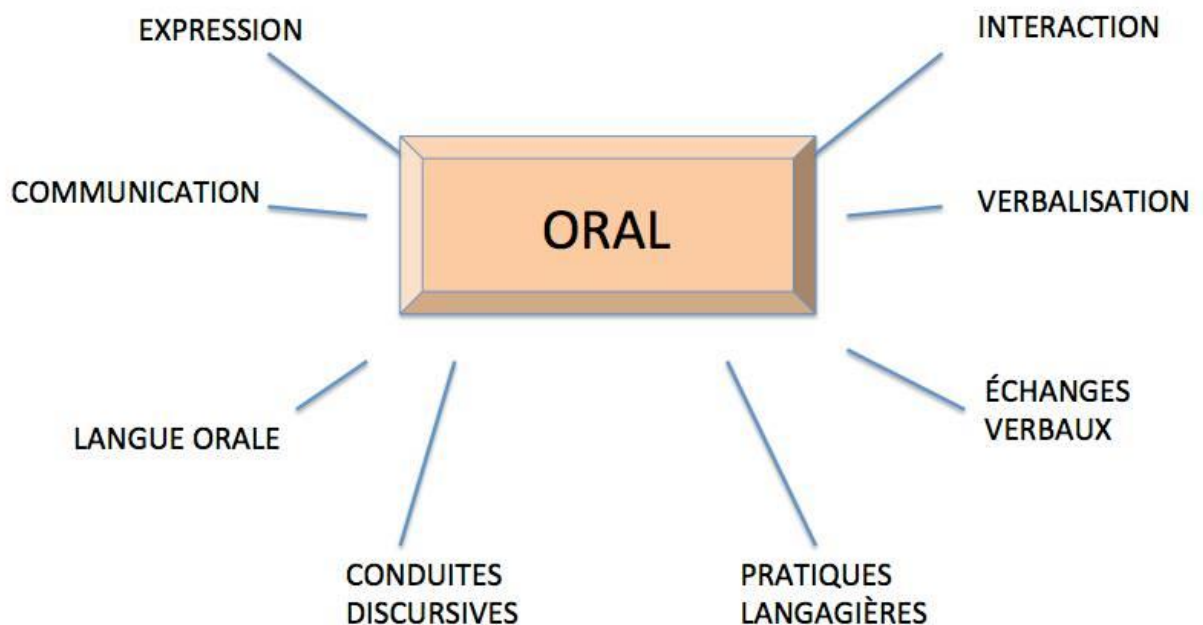 EXPRESSION
INTERACTION
COMMUNICATION
ORAL
VERBALISATION
LANGUE ORALE
ÉCHANGES
VERBAUX
CONDUITES
DISCURSIVES
PRATIQUES
LANGAGIÈRES